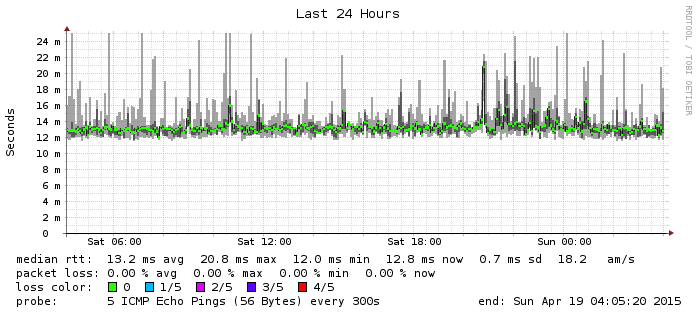 Last 24 Hours
RRDTOOL / TOBI OETIKER
Seconds
24 m
22 m
20 m
18 m
16 m
14 m
12 m
10 m
8 m
6 m
4 m
2 m
0
Sat 06:00 Sat 12:00 Sat 18:00 Sun 00:00
median rtt: 13.2 ms avg 20.8 ms max 12.0 ms min 12.8 ms now 0.7 ms sd 18.2 am/s
packet loss: 0.00 % avg 0.00 % max 0.00 % min 0.00 % now
loss color: 0 1/5 2/5 3/5 4/5
probe: 5 ICMP Echo Pings (56 Bytes) every 300s end: Sun Apr 19 04:05:20 2015